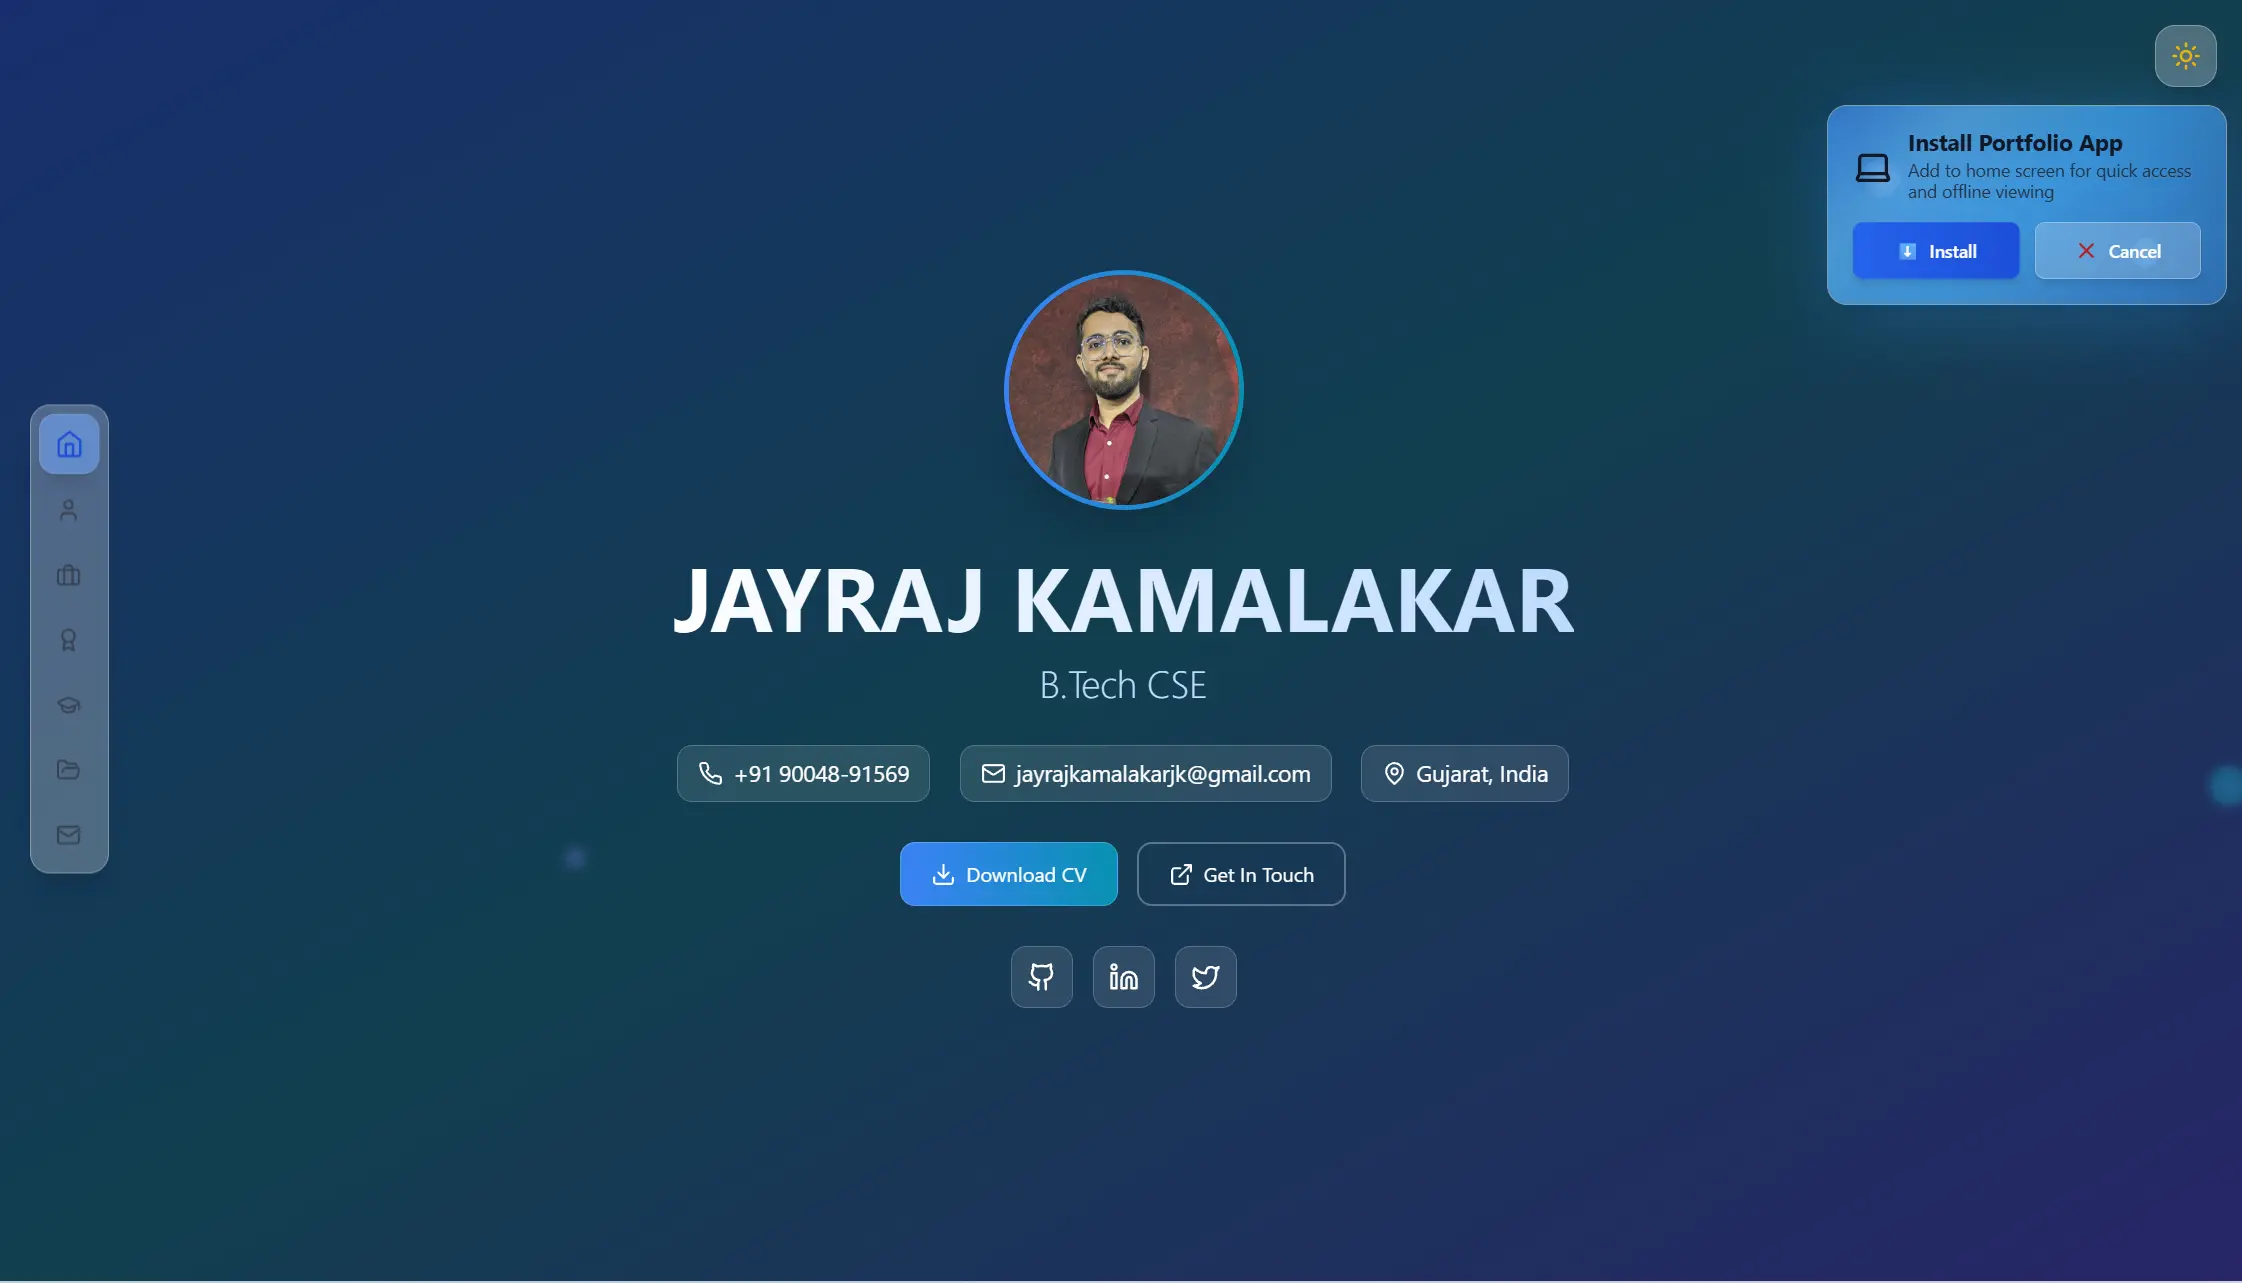 Install Portfolio App
Add to home screen for quick access
and offline viewing
Install
Cancel
JAYRAJ KAMALAKAR
B.Tech CSE
+91 90048-91569
jayrajkamalakarjk@gmail.com
Gujarat, India
Download CV
Get In Touch